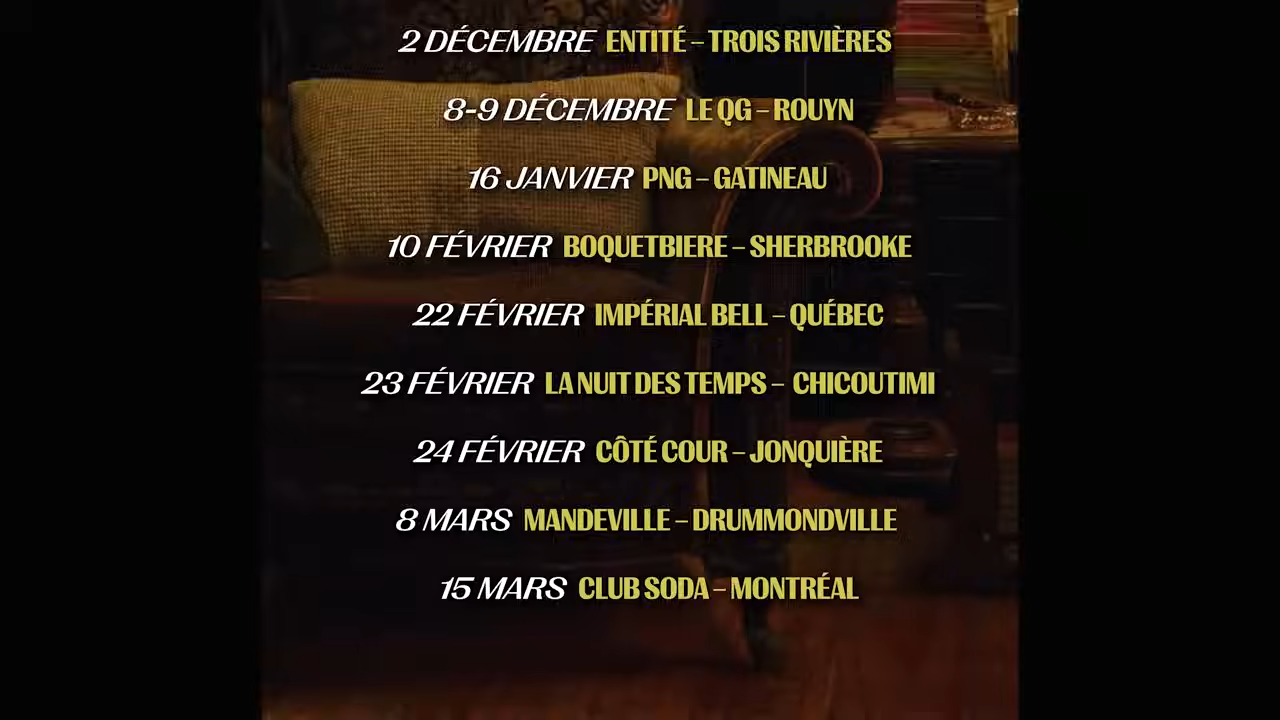 2 DÉCEMBRE ENTITÉ – TROIS RIVIÈRES
8-9 DÉCEMBRE LE QG – ROUYN
16 JANVIER PNG – GATINEAU
10 FÉVRIER BOQUETBIERE – SHERBROOKE
22 FÉVRIER IMPÉRIAL BELL – QUÉBEC
23 FÉVRIER LA NUIT DES TEMPS – CHICOUTIMI
24 FÉVRIER CÔTÉ COUR – JONQUIÈRE
8 MARS MANDEVILLE – DRUMMONDVILLE
15 MARS CLUB SODA – MONTRÉAL